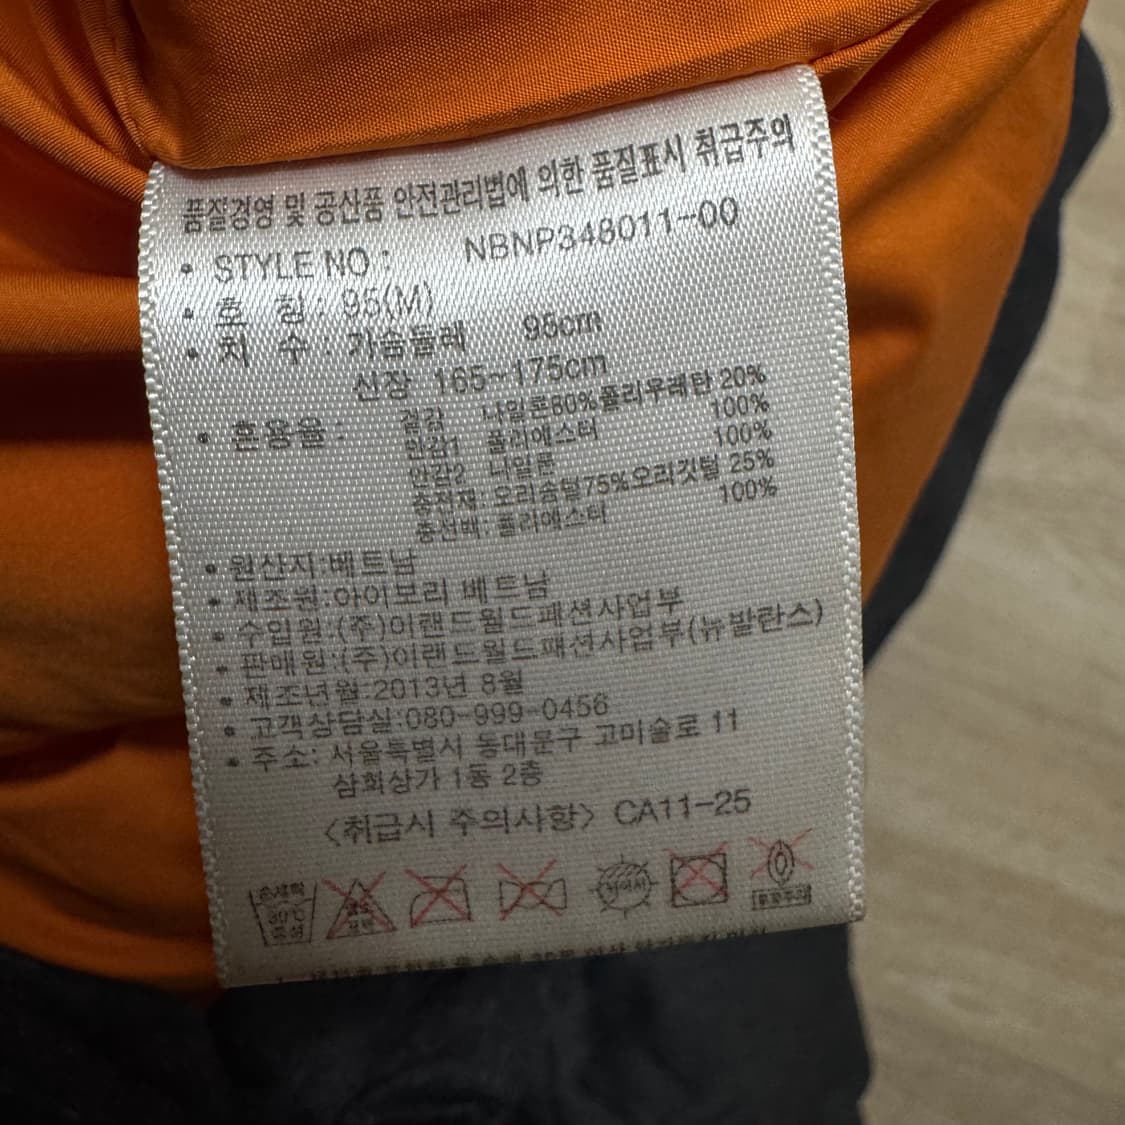 품질경영 및 공산품 안전관리법에 의한 품질표시 취급주의
• STYLE NO : NBNP348011-00
• 호 칭 : 95(M)
• 치 수 : 가슴둘레 95cm
신장 165~175cm
• 혼용율 : 겉감 나일론80%폴리우레탄 20%
안감1 폴리에스터 100%
안감2 나일론 100%
충전재: 오리솜털75%오리깃털 25%
충전백: 폴리에스터 100%
• 원산지:베트남
• 제조원:아이보리 베트남
• 수입원:(주)이랜드월드패션사업부
• 판매원:(주)이랜드월드패션사업부(뉴발란스)
• 제조년월:2013년 8월
• 고객상담실:080-999-0456
• 주소: 서울특별시 동대문구 고미술로 11
삼희상가 1동 2층
<취급시 주의사항> CA11-25
손세탁
30℃
중성
뉘어서